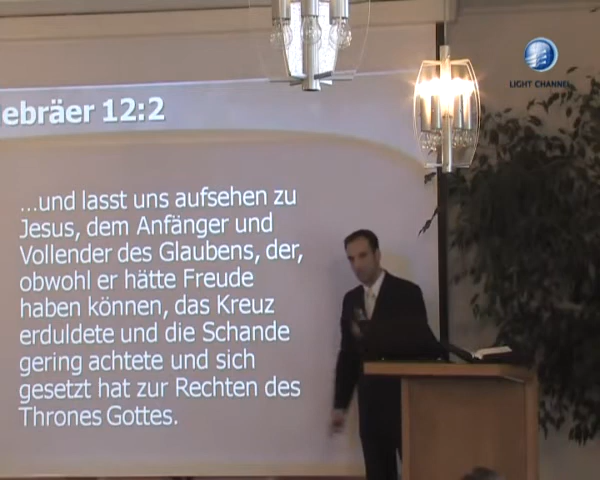 ebräer 12:2
...und lasst uns aufsehen zu
Jesus, dem Anfänger und
Vollender des Glaubens, der,
obwohl er hätte Freude
haben können, das Kreuz
erduldete und die Schande
gering achtete und sich
gesetzt hat zur Rechten des
Thrones Gottes.
LIGHT CHANNEL